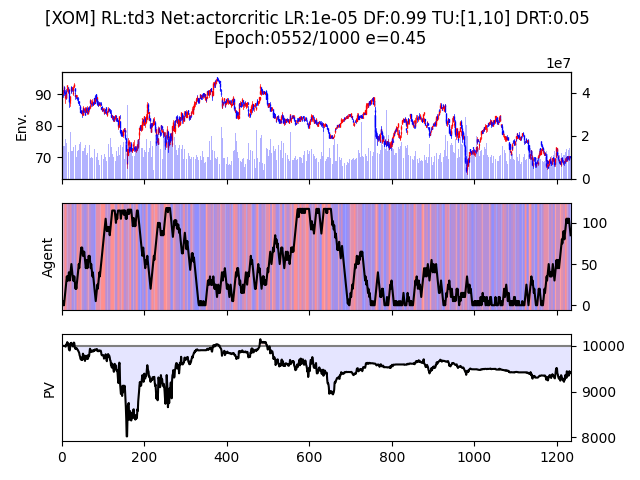 [XOM] RL:td3 Net:actorcritic LR:1e-05 DF:0.99 TU:[1,10] DRT:0.05
Epoch:0552/1000 e=0.45
1e7
Env.
90
80
70
4
2
0
Agent
100
50
0
PV
10000
9000
8000
0 200 400 600 800 1000 1200